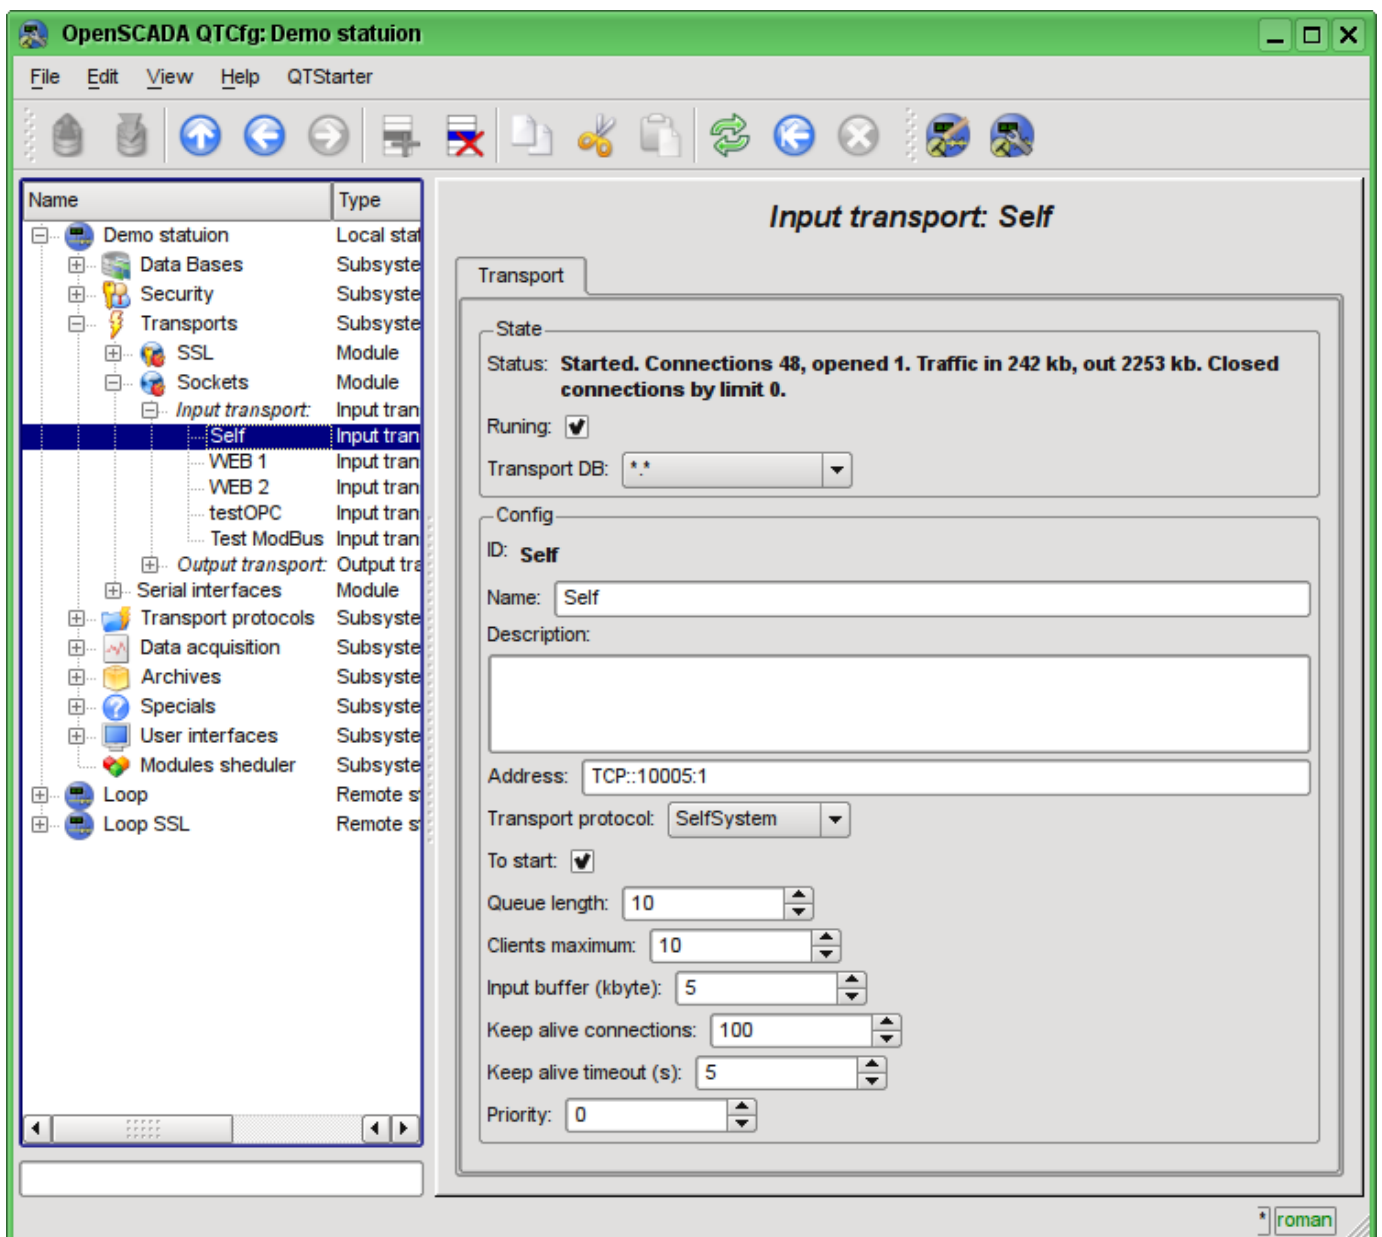 OpenSCADA QTCfg: Demo statuion
File Edit View Help QTStarter
Name Type
Demo statuion Local stat
Data Bases Subsyste
Security Subsyste
Transports Subsyste
SSL Module
Sockets Module
Input transport: Input tran
Self Input tran
WEB 1 Input tran
WEB 2 Input tran
testOPC Input tran
Test ModBus Input tran
Output transport: Output tra
Serial interfaces Module
Transport protocols Subsyste
Data acquisition Subsyste
Archives Subsyste
Specials Subsyste
User interfaces Subsyste
Modules sheduler Subsyste
Loop Remote s
Loop SSL Remote s
Input transport: Self
Transport
State
Status: Started. Connections 48, opened 1. Traffic in 242 kb, out 2253 kb. Closed
connections by limit 0.
Runing:
Transport DB: *.*
Config
ID: Self
Name: Self
Description:
Address: TCP::10005:1
Transport protocol: SelfSystem
To start:
Queue length: 10
Clients maximum: 10
Input buffer (kbyte): 5
Keep alive connections: 100
Keep alive timeout (s): 5
Priority: 0
* roman